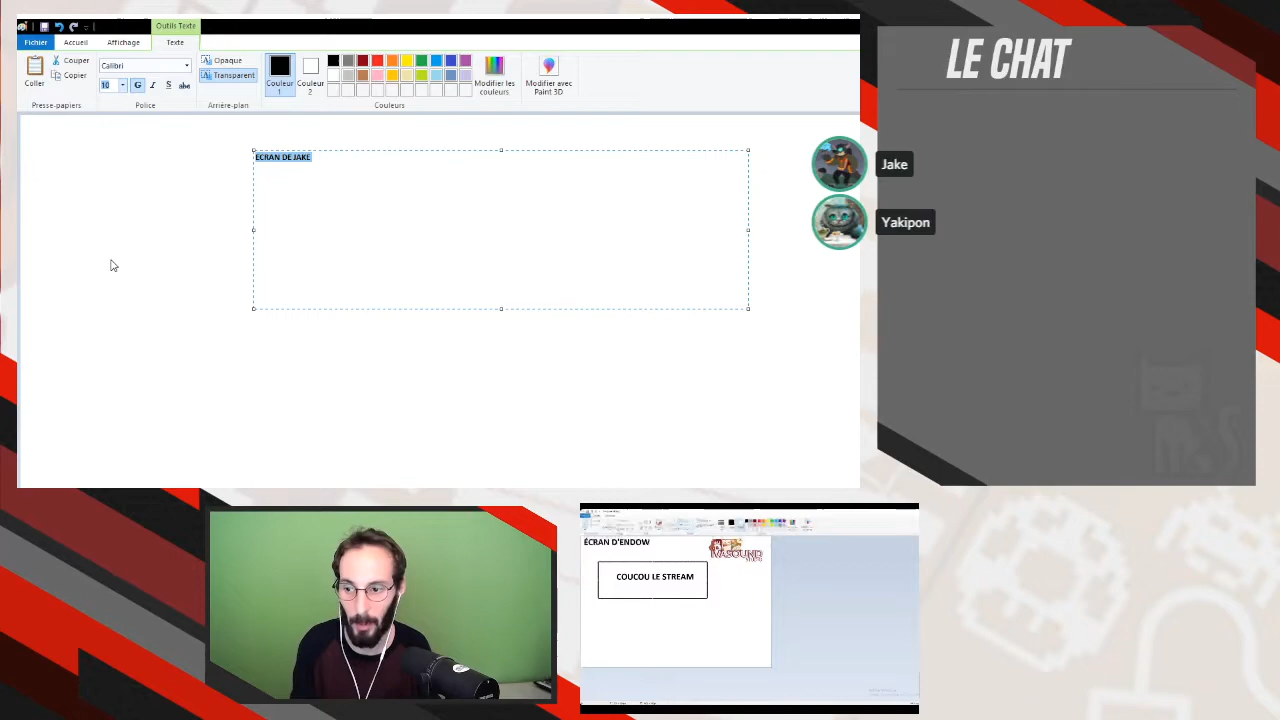 Outils Texte
Fichier
Accueil
Affichage
Texte
Coller
Couper
Copier
Presse-papiers
Calibri
10
G
I
S
abc
Police
Opaque
Transparent
Arrière-plan
Couleur 1
Couleur 2
Couleurs
Modifier les couleurs
Modifier avec Paint 3D
ECRAN DE JAKE
LE CHAT
Jake
Yakipon
ÉCRAN D'ENDOW
COUCOU LE STREAM